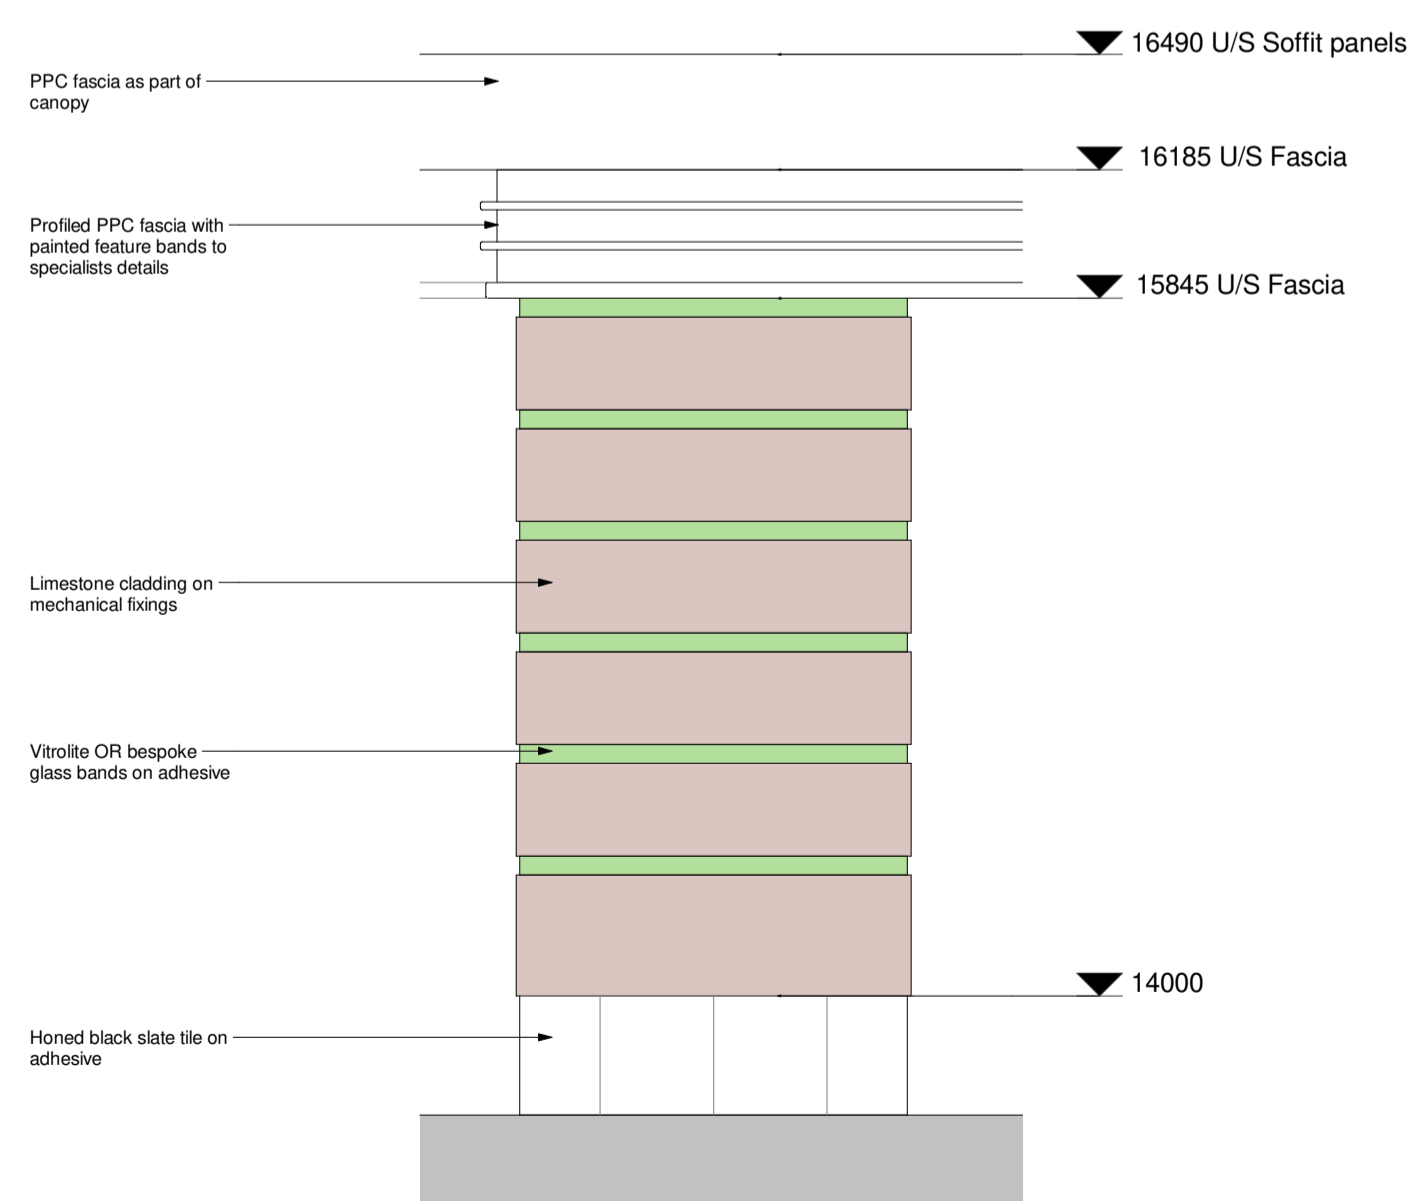 16490 U/S Soffit panels
PPC fascia as part of
canopy
16185 U/S Fascia
Profiled PPC fascia with
painted feature bands to
specialists details
15845 U/S Fascia
Limestone cladding on
mechanical fixings
Vitrolite OR bespoke
glass bands on adhesive
14000
Honed black slate tile on
adhesive